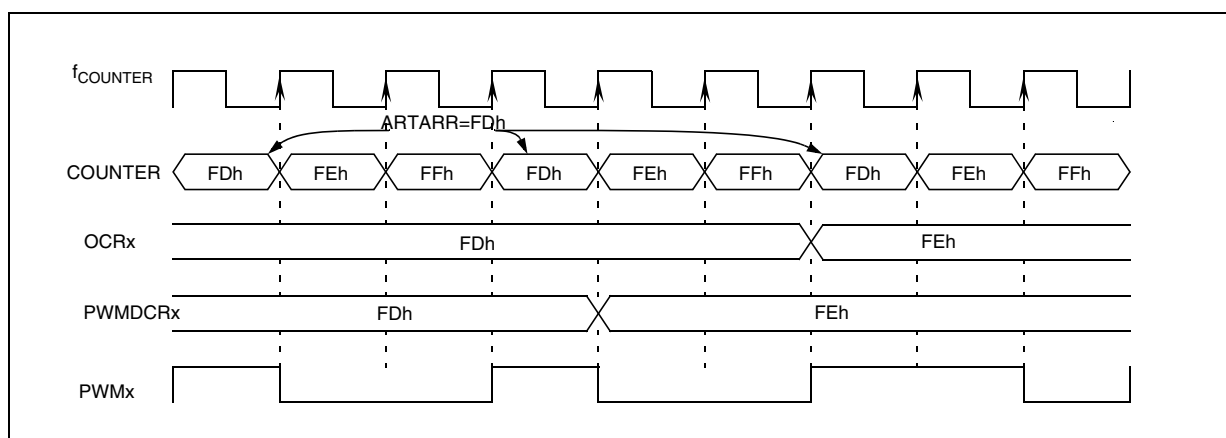 fCOUNTER
ARTARR=FDh
COUNTER FDh FEh FFh FDh FEh FFh FDh FEh FFh
OCRx FDh FEh
PWMDCRx FDh FEh
PWMx